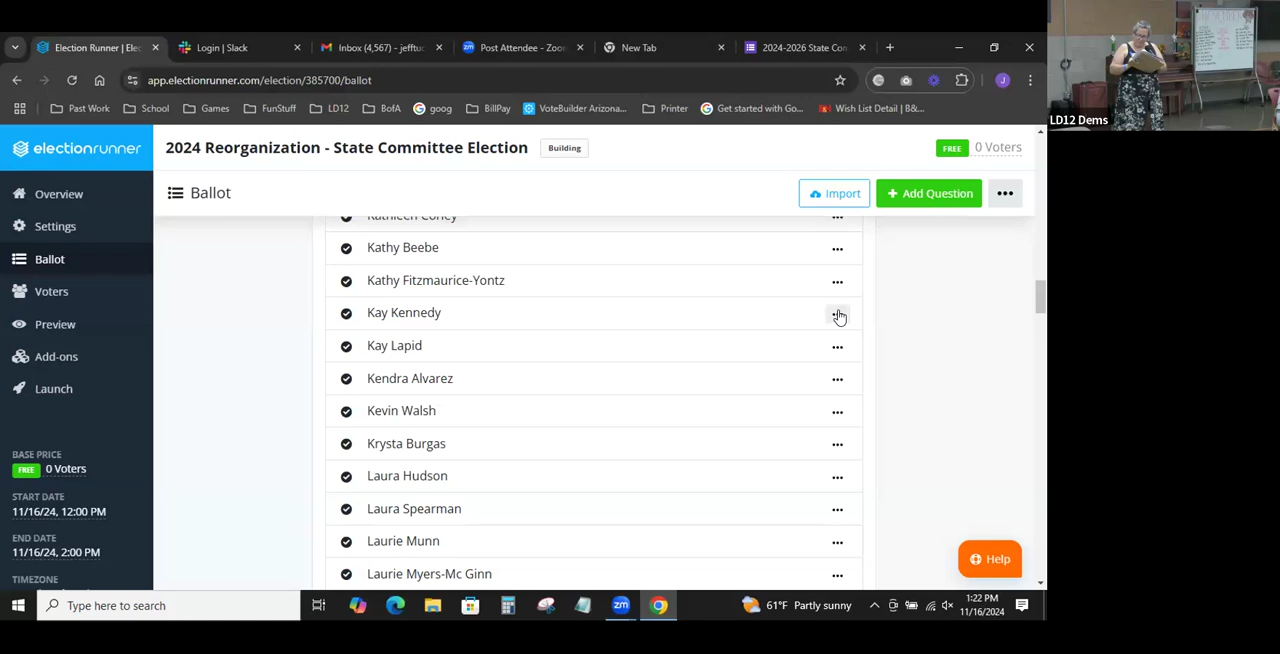 Election Runner | Elec
Login | Slack
Inbox (4,567) - jefftuc
Post Attendee - Zoom
New Tab
2024-2026 State Com
app.electionrunner.com/election/385700/ballot
J
Past Work
School
Games
FunStuff
LD12
BofA
goog
BillPay
VoteBuilder Arizona...
Printer
Get started with Go...
Wish List Detail | B&...
LD12 Dems
electionrunner
2024 Reorganization - State Committee Election
Building
FREE 0 Voters
Ballot
Import
+ Add Question
Overview
Settings
Ballot
Voters
Preview
Add-ons
Launch
BASE PRICE
FREE 0 Voters
START DATE
11/16/24, 12:00 PM
END DATE
11/16/24, 2:00 PM
TIMEZONE
Kathy Beebe
Kathy Fitzmaurice-Yontz
Kay Kennedy
Kay Lapid
Kendra Alvarez
Kevin Walsh
Krysta Burgas
Laura Hudson
Laura Spearman
Laurie Munn
Laurie Myers-Mc Ginn
Help
Type here to search
zm
61°F Partly sunny
1:22 PM
11/16/2024